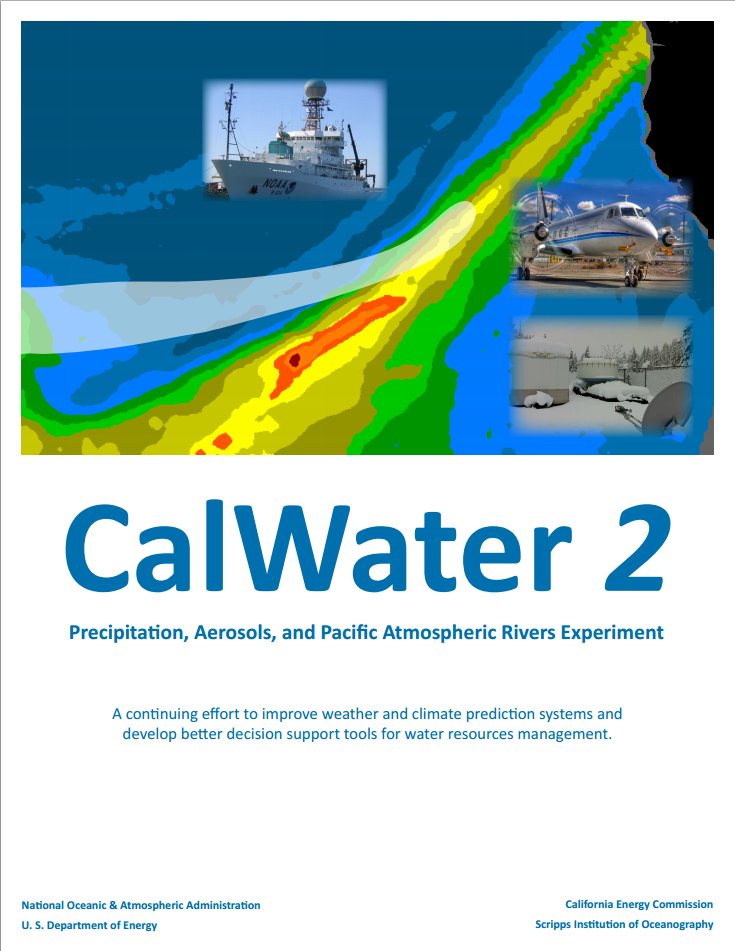 NOAA
CalWater 2
Precipitation, Aerosols, and Pacific Atmospheric Rivers Experiment
A continuing effort to improve weather and climate prediction systems and
develop better decision support tools for water resources management.
National Oceanic & Atmospheric Administration
U. S. Department of Energy
California Energy Commission
Scripps Institution of Oceanography